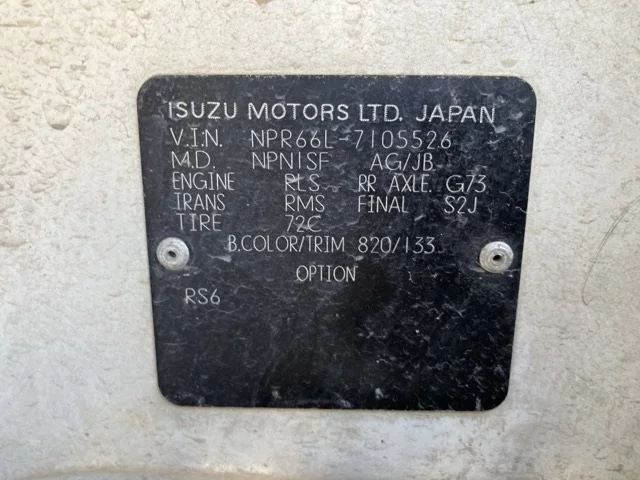 ISUZU MOTORS LTD. JAPAN
V.I.N. NPR66L-7105526
M.D. NPN1SF AG/JB
ENGINE RLS RR AXLE. G73
TRANS RMS FINAL S2J
TIRE 72C
B.COLOR/TRIM 820/133
OPTION
RS6